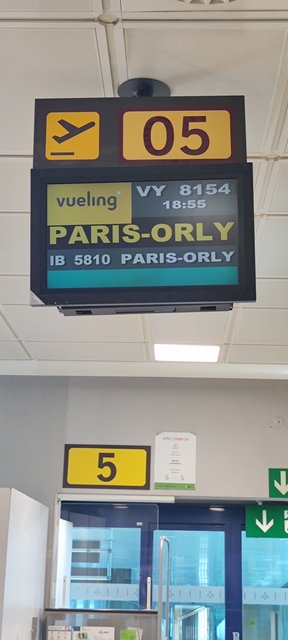 05
vueling
VY 8154
18:55
PARIS-ORLY
IB 5810 PARIS-ORLY
5